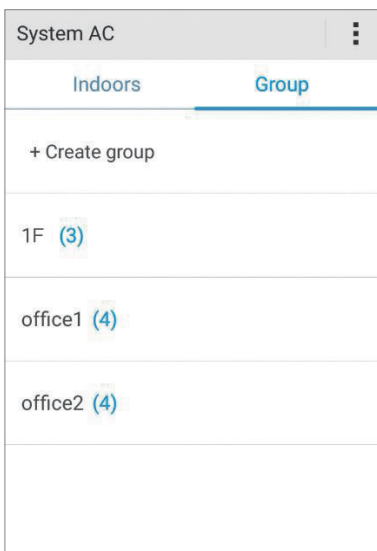 System AC
Indoors Group
+ Create group
1F (3)
office1 (4)
office2 (4)